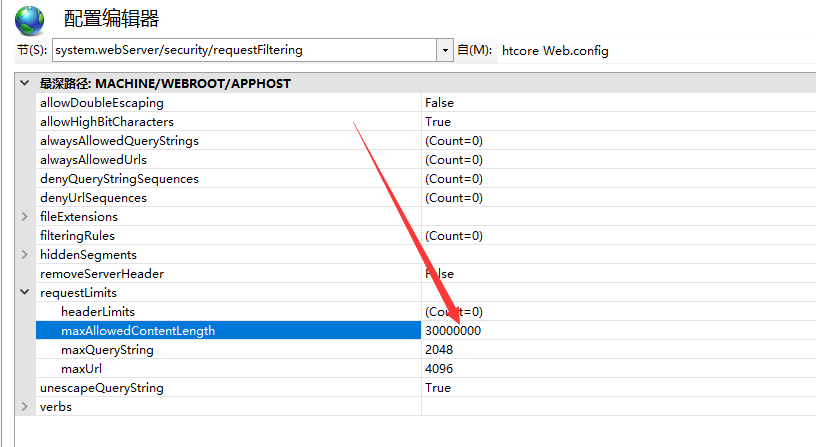 配置编辑器
节(S): system.webServer/security/requestFiltering 自(M): htcore Web.config
最深路径: MACHINE/WEBROOT/APPHOST
allowDoubleEscaping False
allowHighBitCharacters True
alwaysAllowedQueryStrings (Count=0)
alwaysAllowedUrls (Count=0)
denyQueryStringSequences (Count=0)
denyUrlSequences (Count=0)
fileExtensions
filteringRules (Count=0)
hiddenSegments
removeServerHeader False
requestLimits
headerLimits (Count=0)
maxAllowedContentLength 30000000
maxQueryString 2048
maxUrl 4096
unescapeQueryString True
verbs